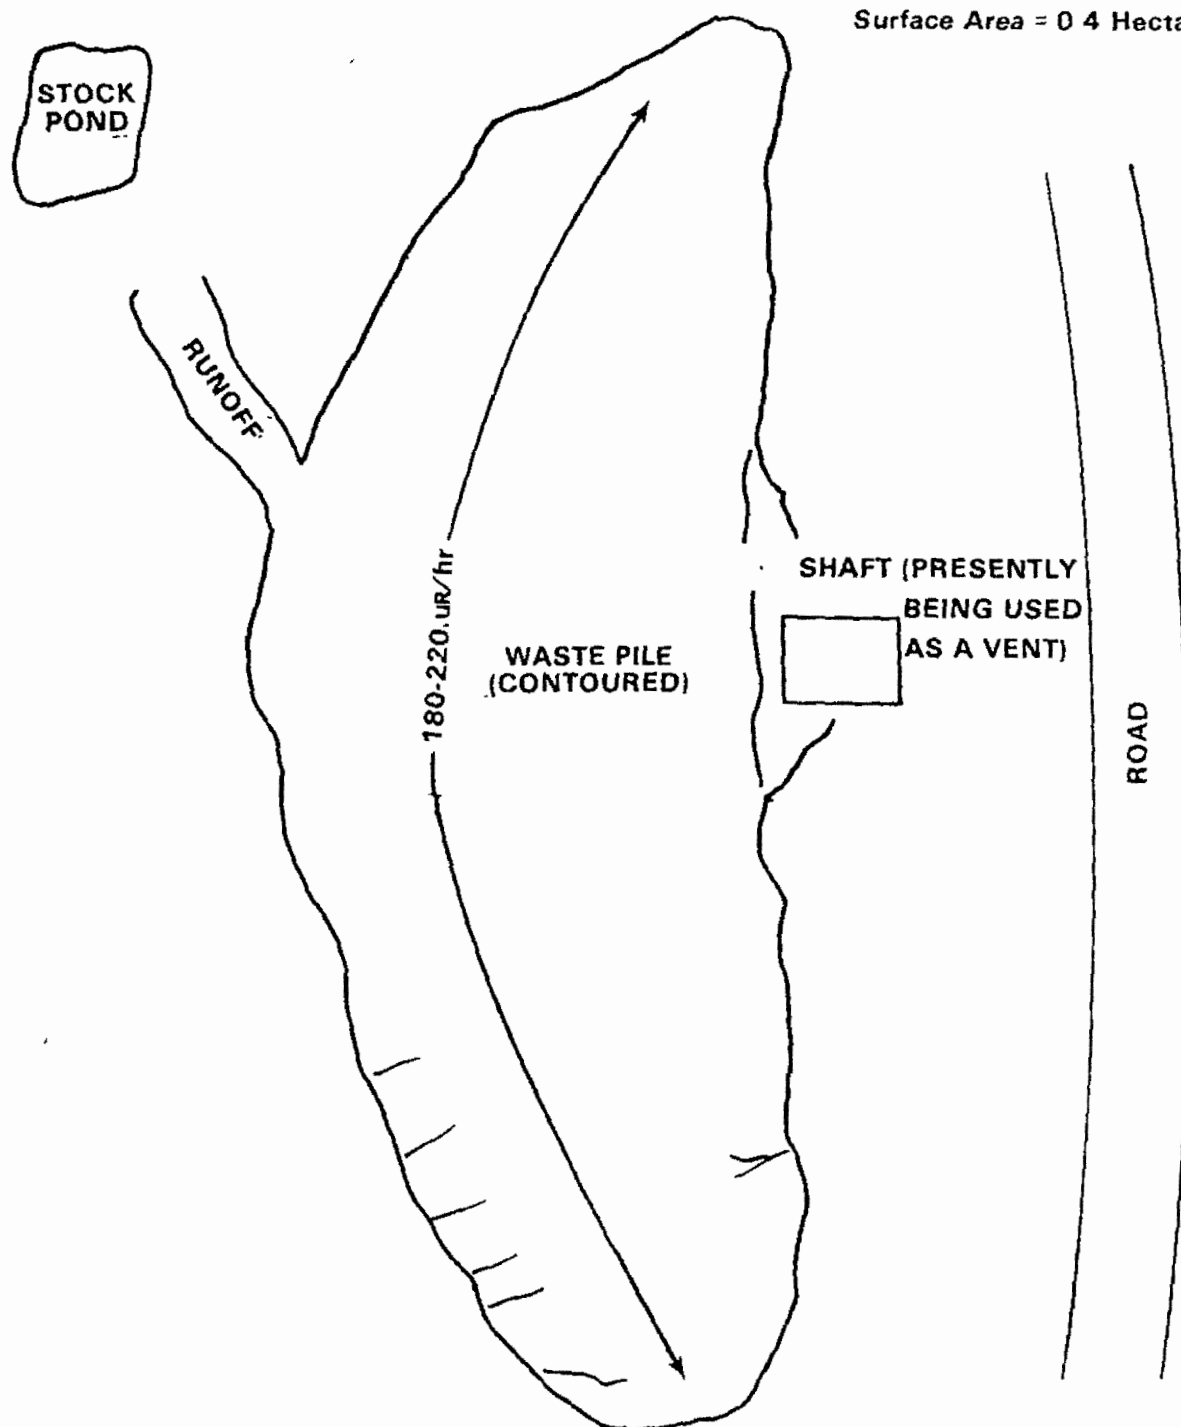 Surface Area = 0 4 Hecta
STOCK
POND
RUNOFF
180-220.uR/hr
SHAFT (PRESENTLY
BEING USED
AS A VENT)
WASTE PILE
(CONTOURED)
ROAD